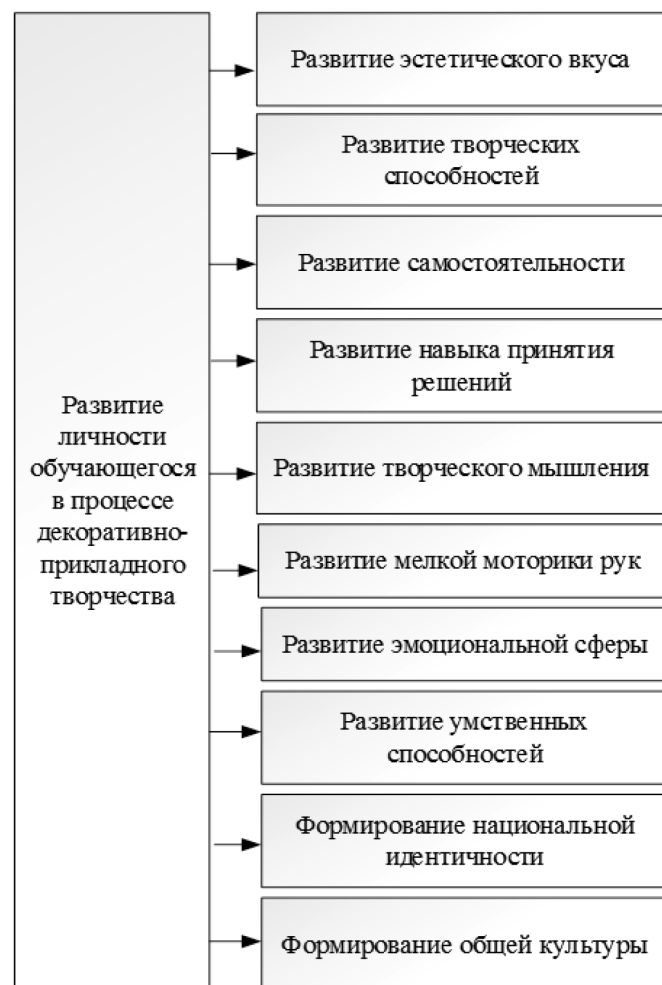 Развитие
личности
обучающегося
в процессе
декоративно-
прикладного
творчества
Развитие эстетического вкуса
Развитие творческих
способностей
Развитие самостоятельности
Развитие навыка принятия
решений
Развитие творческого мышления
Развитие мелкой моторики рук
Развитие эмоциональной сферы
Развитие умственных
способностей
Формирование национальной
идентичности
Формирование общей культуры